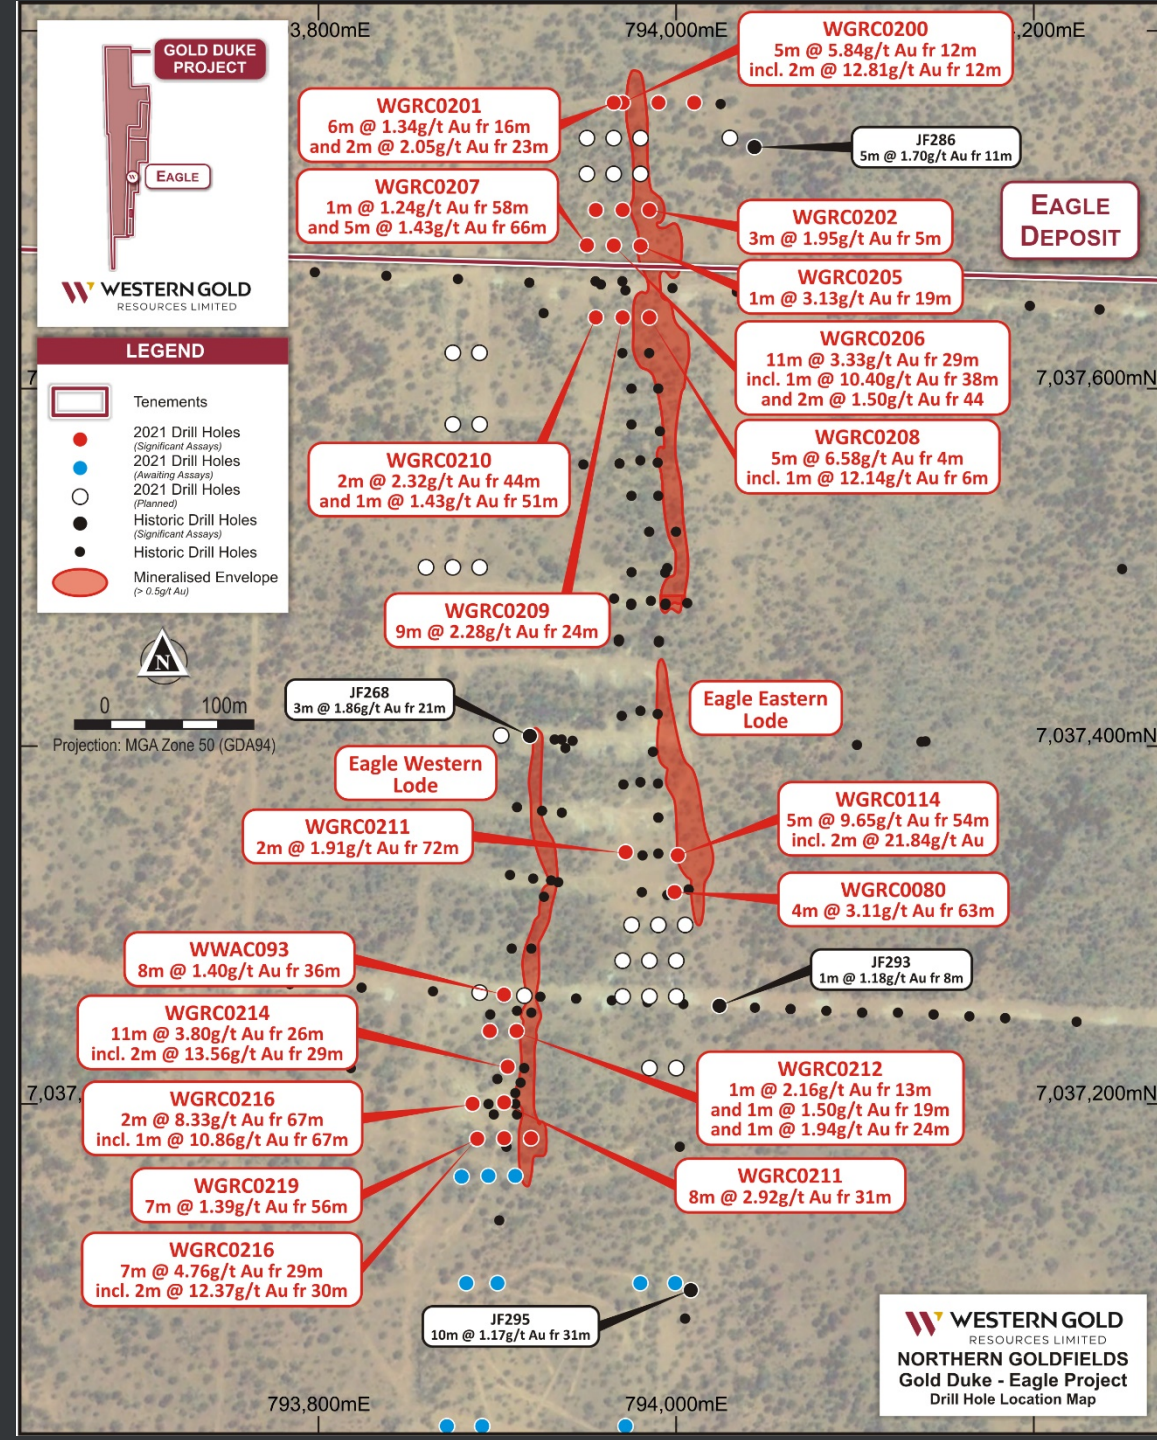 3,800mE
794,000mE
,200mE
GOLD DUKE
PROJECT
W
EAGLE
WESTERN GOLD
RESOURCES LIMITED
LEGEND
Tenements
2021 Drill Holes
(Significant Assays)
2021 Drill Holes
(Awaiting Assays)
2021 Drill Holes
(Planned)
Historic Drill Holes
(Significant Assays)
Historic Drill Holes
Mineralised Envelope
(> 0.5g/t Au)
N
0 100m
Projection: MGA Zone 50 (GDA94)
WGRC0200
5m @ 5.84g/t Au fr 12m
incl. 2m @ 12.81g/t Au fr 12m
WGRC0201
6m @ 1.34g/t Au fr 16m
and 2m @ 2.05g/t Au fr 23m
JF286
5m @ 1.70g/t Au fr 11m
WGRC0207
1m @ 1.24g/t Au fr 58m
and 5m @ 1.43g/t Au fr 66m
EAGLE
DEPOSIT
WGRC0202
3m @ 1.95g/t Au fr 5m
WGRC0205
1m @ 3.13g/t Au fr 19m
WGRC0206
11m @ 3.33g/t Au fr 29m
incl. 1m @ 10.40g/t Au fr 38m
and 2m @ 1.50g/t Au fr 44
7
7,037,600mN
WGRC0208
5m @ 6.58g/t Au fr 4m
incl. 1m @ 12.14g/t Au fr 6m
WGRC0210
2m @ 2.32g/t Au fr 44m
and 1m @ 1.43g/t Au fr 51m
WGRC0209
9m @ 2.28g/t Au fr 24m
JF268
3m @ 1.86g/t Au fr 21m
Eagle Eastern
Lode
7,037,400mN
Eagle Western
Lode
WGRC0211
2m @ 1.91g/t Au fr 72m
WGRC0114
5m @ 9.65g/t Au fr 54m
incl. 2m @ 21.84g/t Au
WGRC0080
4m @ 3.11g/t Au fr 63m
WWAC093
8m @ 1.40g/t Au fr 36m
JF293
1m @ 1.18g/t Au fr 8m
WGRC0214
11m @ 3.80g/t Au fr 26m
incl. 2m @ 13.56g/t Au fr 29m
WGRC0212
1m @ 2.16g/t Au fr 13m
and 1m @ 1.50g/t Au fr 19m
and 1m @ 1.94g/t Au fr 24m
7,037,
7,037,200mN
WGRC0216
2m @ 8.33g/t Au fr 67m
incl. 1m @ 10.86g/t Au fr 67m
WGRC0211
8m @ 2.92g/t Au fr 31m
WGRC0219
7m @ 1.39g/t Au fr 56m
WGRC0216
7m @ 4.76g/t Au fr 29m
incl. 2m @ 12.37g/t Au fr 30m
JF295
10m @ 1.17g/t Au fr 31m
WESTERN GOLD
RESOURCES LIMITED
NORTHERN GOLDFIELDS
Gold Duke - Eagle Project
Drill Hole Location Map
793,800mE
794,000mE